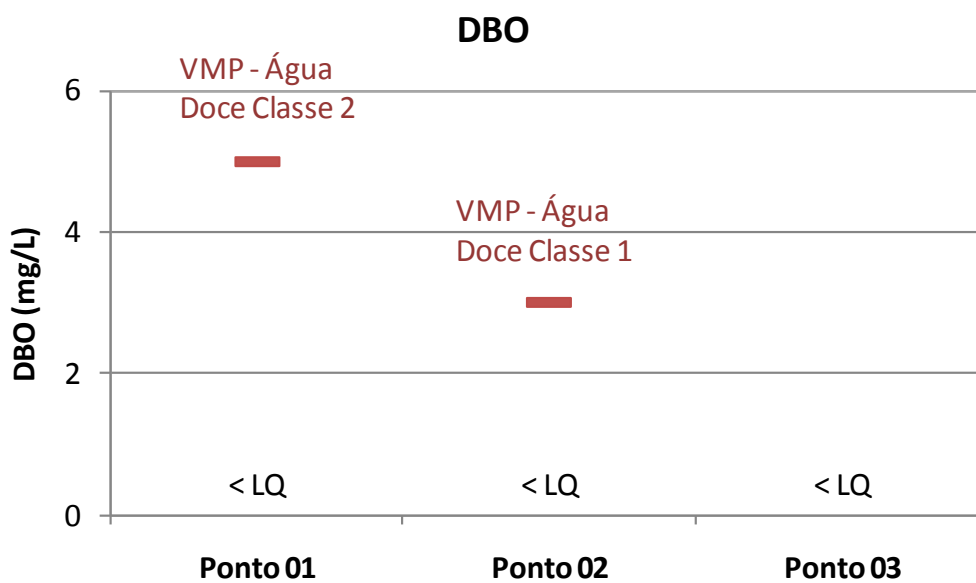 DBO
VMP - Água
Doce Classe 2
VMP - Água
Doce Classe 1
DBO (mg/L)
6
4
2
0
< LQ
< LQ
< LQ
Ponto 01
Ponto 02
Ponto 03